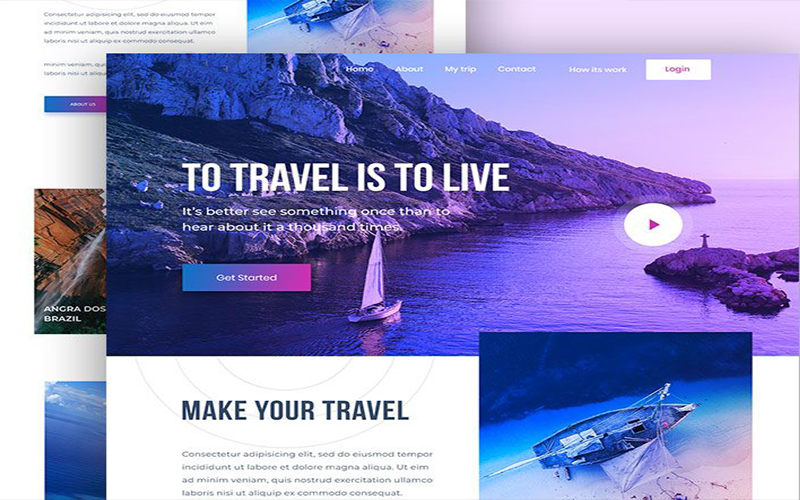 Consectetur adipisicing elit, sed do eiusmod tempor
incididunt ut labore et dolore magna aliqua. Ut eim
ad minim veniam, quis nostrud exercitation ullamco
laboris nisi ut aliquip ex commodo consequat.
minim veniam, qui
laboris nisi ut aliqu
ABOUT US
ANGRA DOS
BRAZIL
Home About My trip Contact How its work Login
TO TRAVEL IS TO LIVE
It's better see something once than to
hear about it a thousand times.
Get Started
MAKE YOUR TRAVEL
Consectetur adipisicing elit, sed do eiusmod tempor
incididunt ut labore et dolore magna aliqua. Ut eim
ad minim veniam, quis nostrud exercitation ullamco
laboris nisi ut aliquip ex commodo consequat.